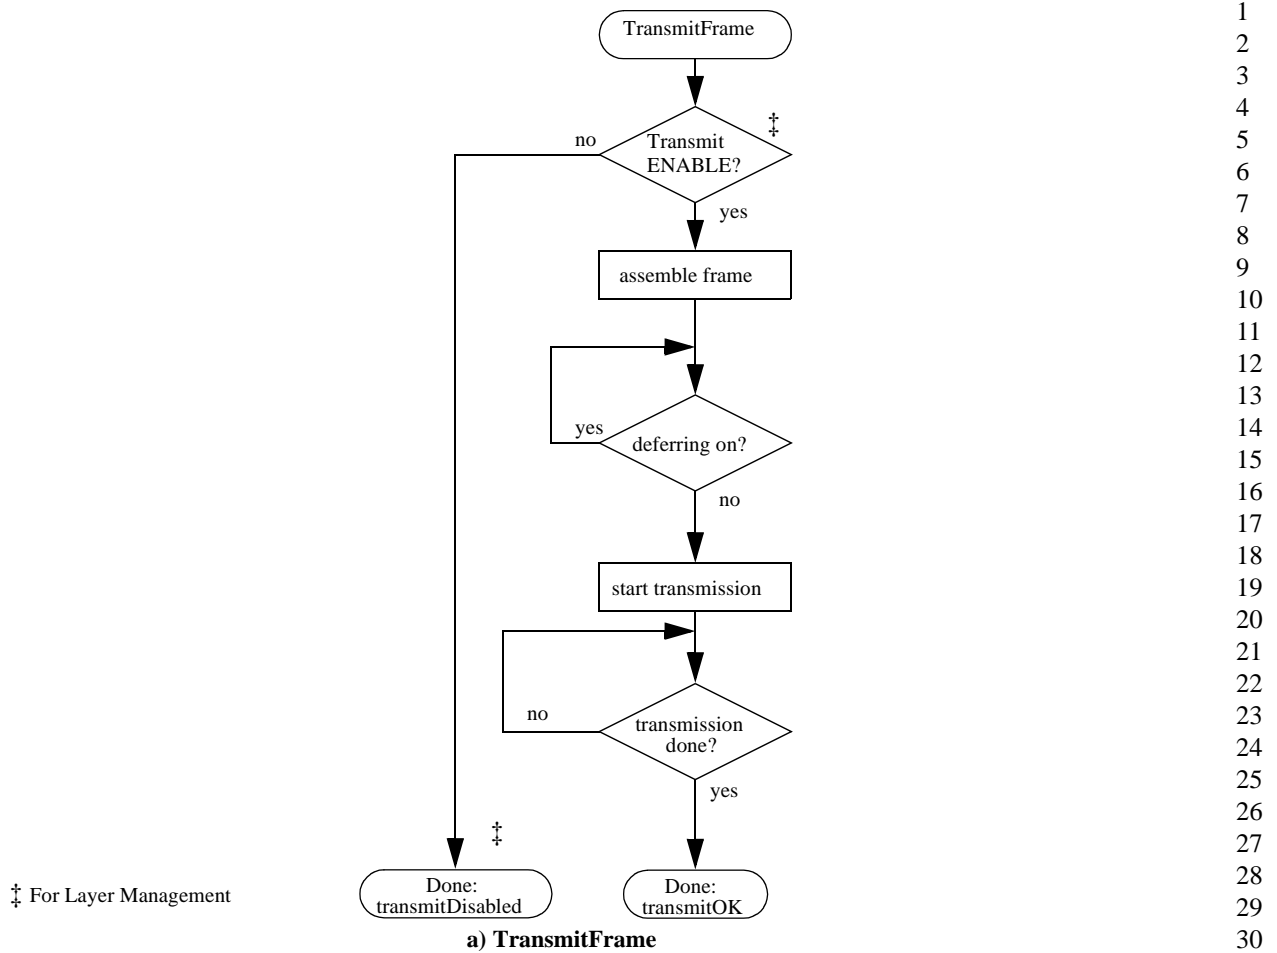 TransmitFrame
1
2
3
4
‡
no
Transmit
5
ENABLE?
6
yes
7
8
assemble frame
9
10
11
12
13
yes
14
deferring on?
15
no
16
17
18
start transmission
19
20
21
22
no
23
transmission
done?
24
yes
25
26
‡
27
28
‡ For Layer Management
Done:
transmitDisabled
Done:
transmitOK
29
a) TransmitFrame
30